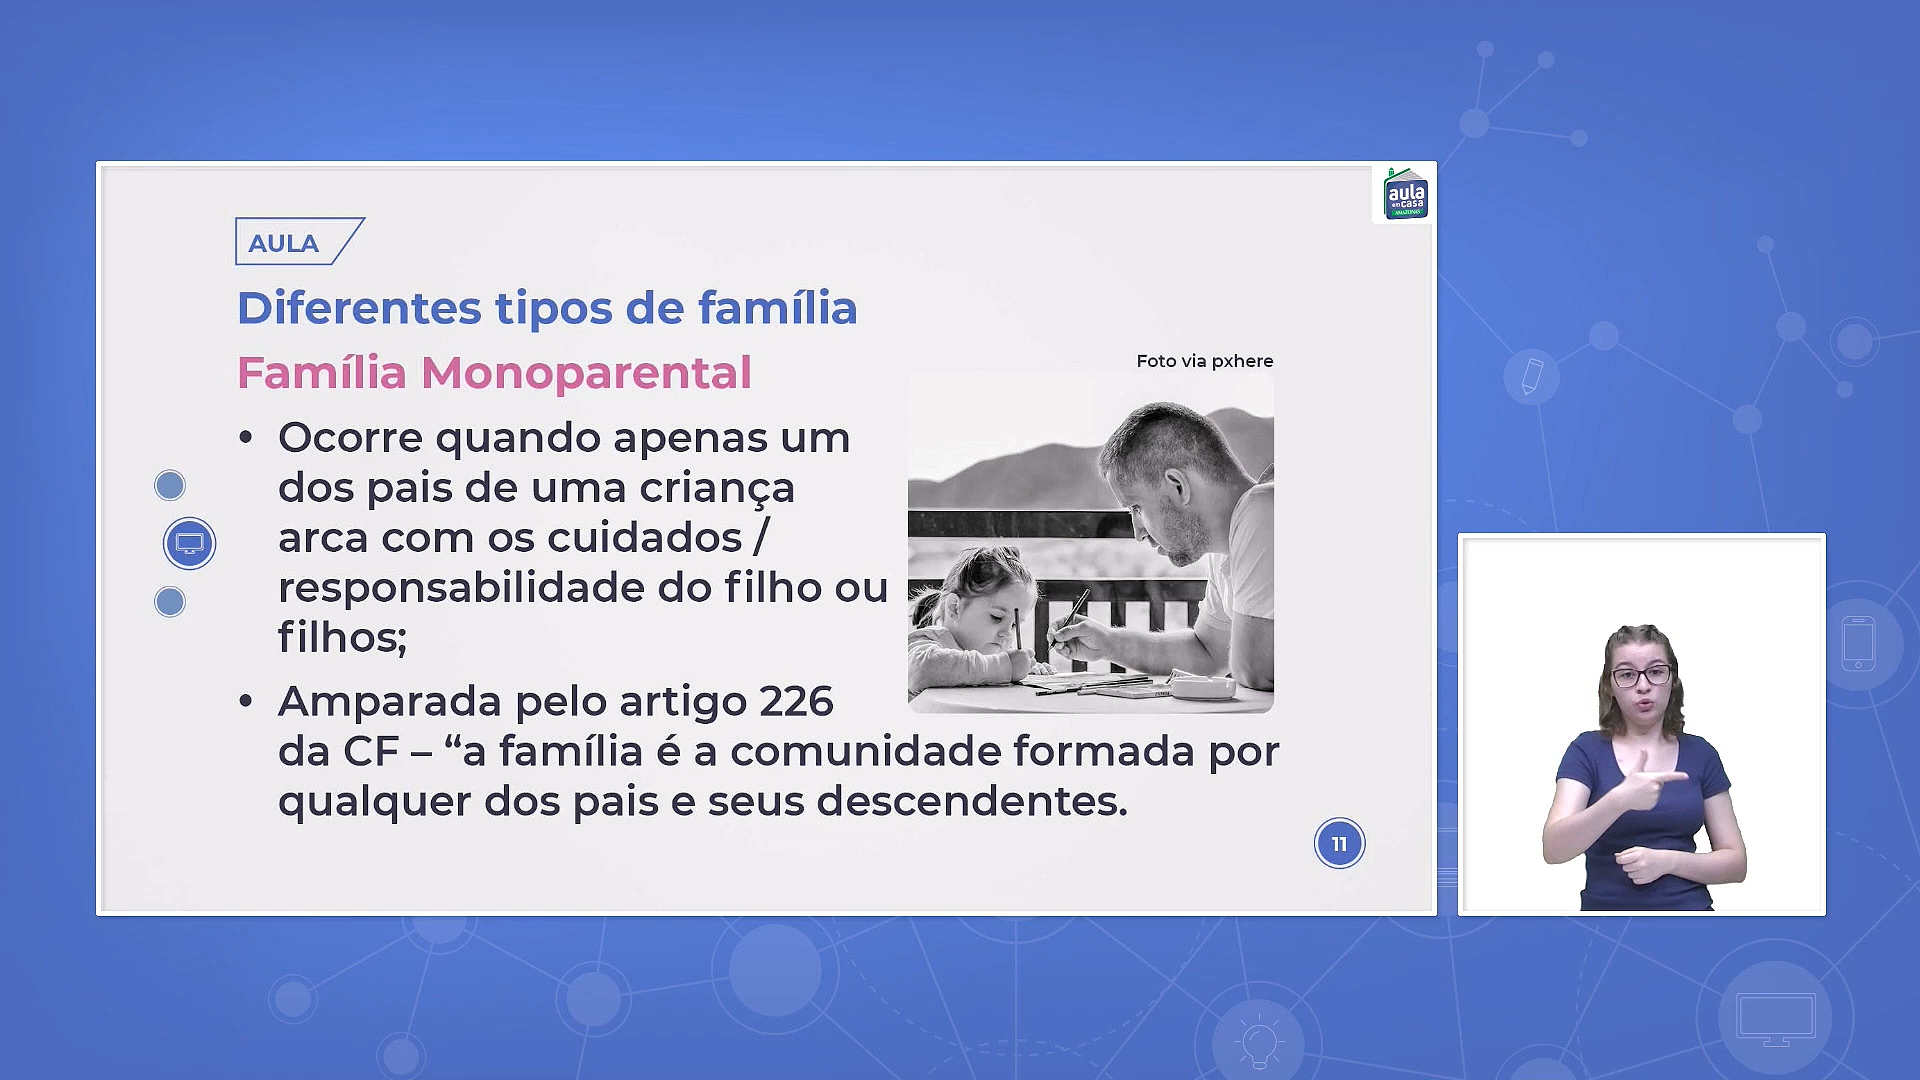 aula
em casa
AMAZONAS
AULA
Diferentes tipos de família
Família Monoparental
Foto via pxhere
• Ocorre quando apenas um
dos pais de uma criança
arca com os cuidados /
responsabilidade do filho ou
filhos;
• Amparada pelo artigo 226
da CF – “a família é a comunidade formada por
qualquer dos pais e seus descendentes.
11